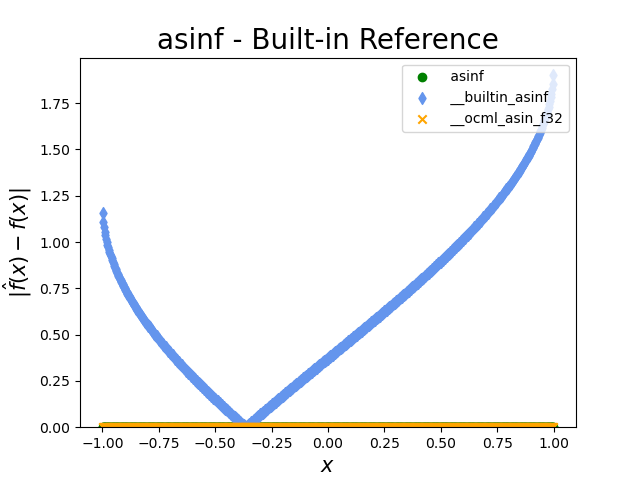 asinf - Built-in Reference
asinf
__builtin_asinf
__ocml_asin_f32
|f̂(x) − f(x)|
1.75
1.50
1.25
1.00
0.75
0.50
0.25
0.00
−1.00 −0.75 −0.50 −0.25 0.00 0.25 0.50 0.75 1.00
x